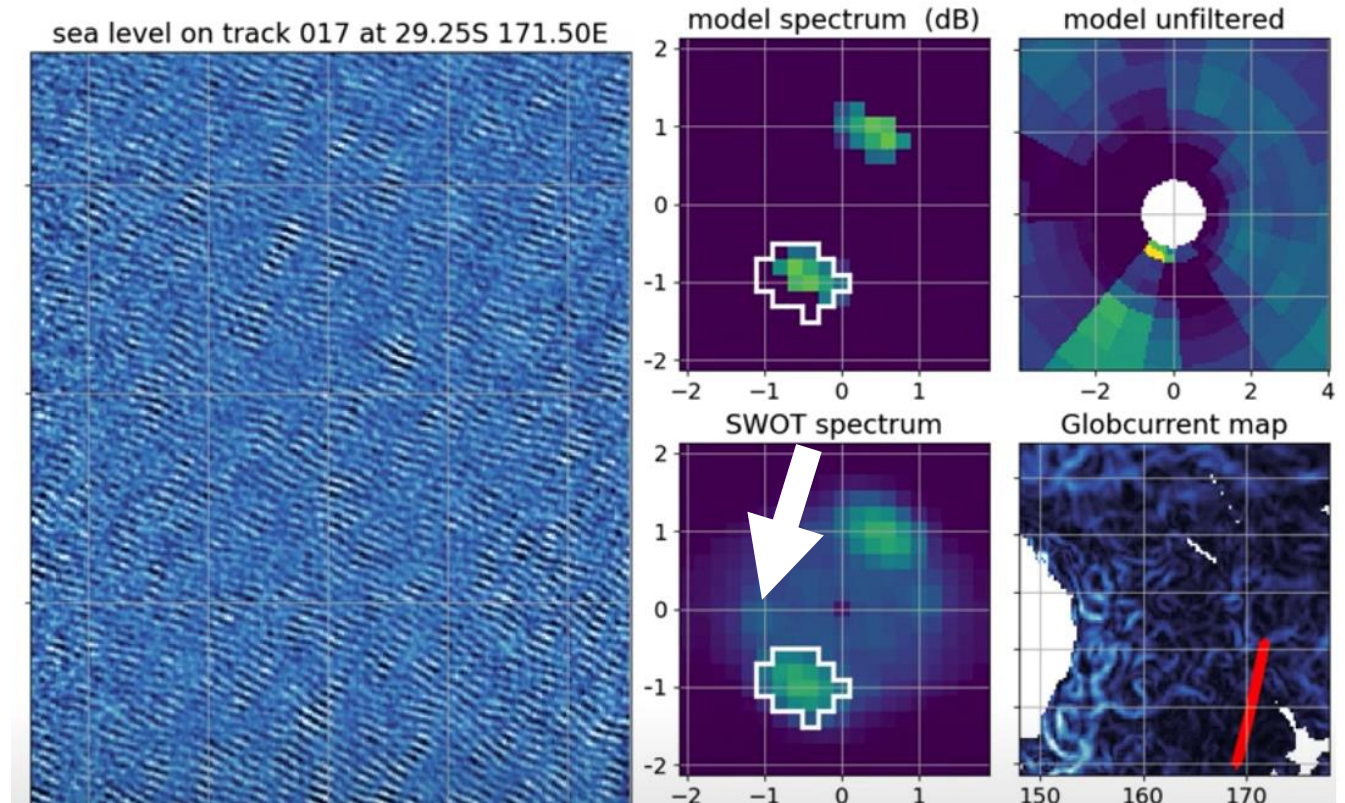 sea level on track 017 at 29.25S 171.50E
model spectrum (dB)
2
1
0
-1
-2
−2 −1 0 1
model unfiltered
−2 0 2 4
SWOT spectrum
2
1
0
-1
-2
−2 −1 0 1
Globcurrent map
150 160 170